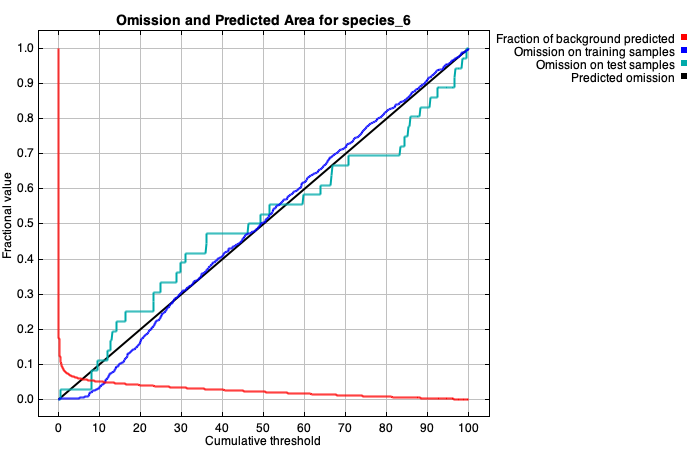 Omission and Predicted Area for species_6
Fraction of background predicted
Omission on training samples
Omission on test samples
Predicted omission
Fractional value
1.0
0.9
0.8
0.7
0.6
0.5
0.4
0.3
0.2
0.1
0.0
0 10 20 30 40 50 60 70 80 90 100
Cumulative threshold